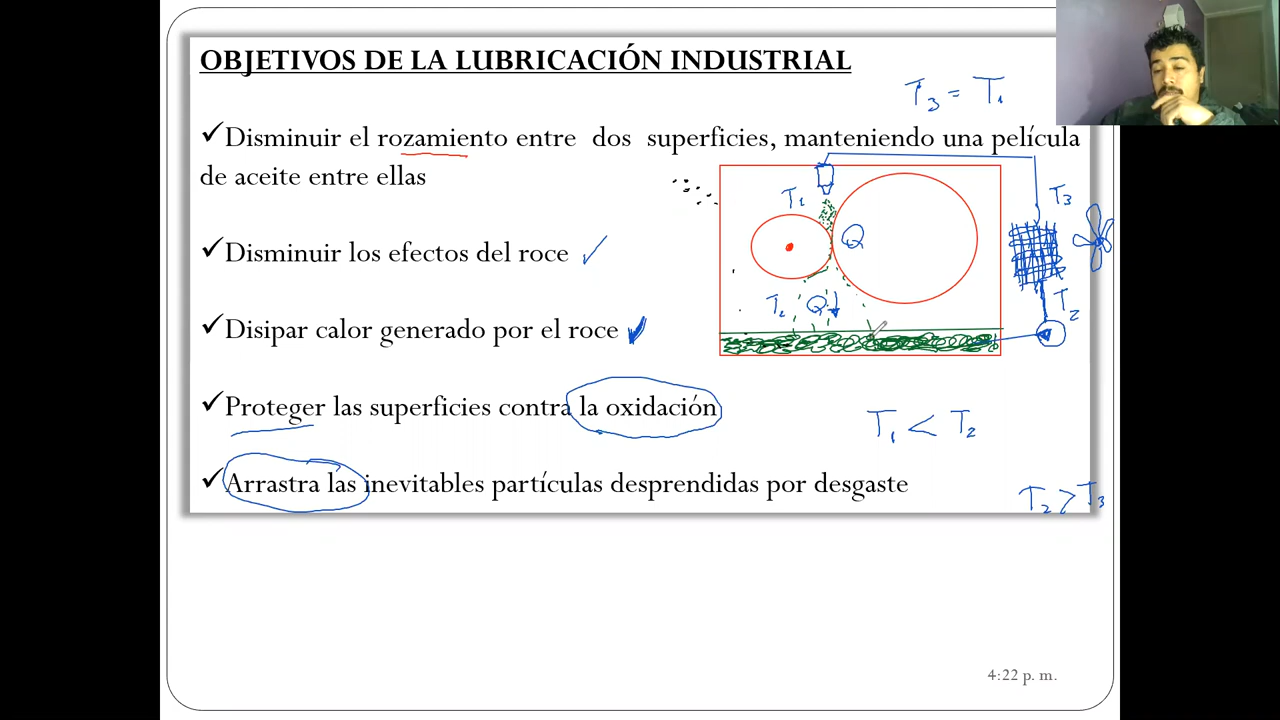 OBJETIVOS DE LA LUBRICACIÓN INDUSTRIAL
T3 = T1
✓Disminuir el rozamiento entre dos superficies, manteniendo una película
de aceite entre ellas
T1
T3
Q
✓Disminuir los efectos del roce ✓
T2
Q
T2
✓Disipar calor generado por el roce ✓
✓Proteger las superficies contra la oxidación
T1 < T2
✓Arrastra las inevitables partículas desprendidas por desgaste
T2 > T3
4:22 p. m.